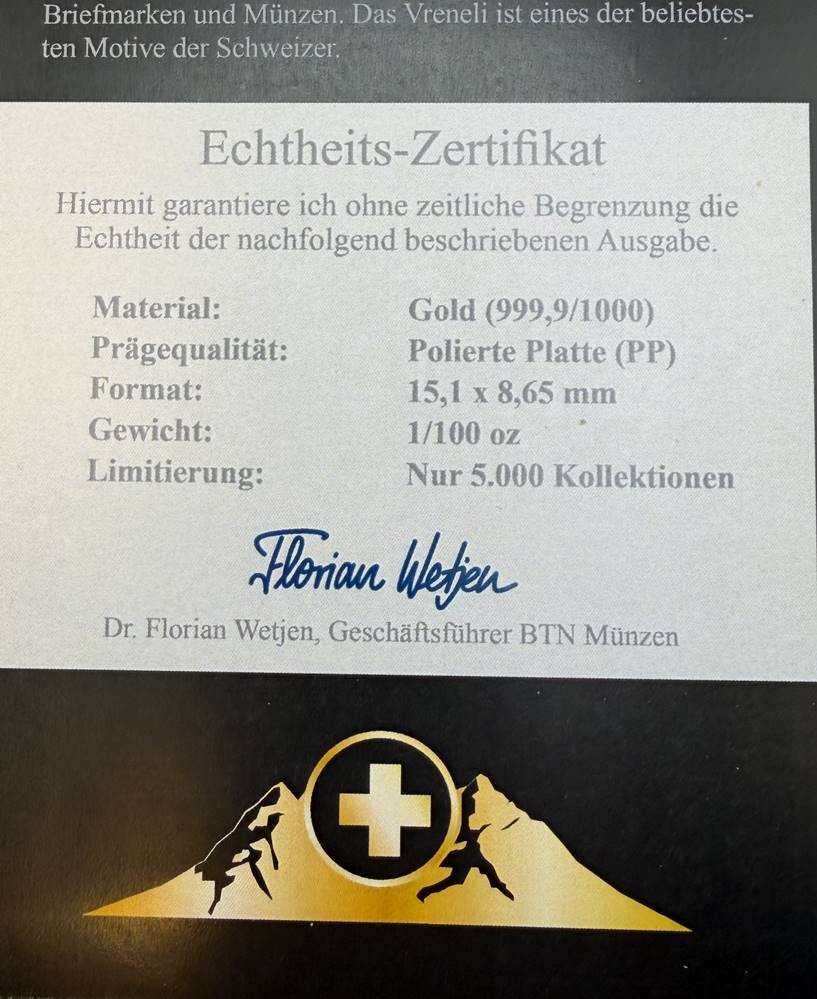 Briefmarken und Münzen. Das Vreneli ist eines der beliebtes-
ten Motive der Schweizer.
Echtheits-Zertifikat
Hiermit garantiere ich ohne zeitliche Begrenzung die
Echtheit der nachfolgend beschriebenen Ausgabe.
Material: Gold (999,9/1000)
Prägequalität: Polierte Platte (PP)
Format: 15,1 x 8,65 mm
Gewicht: 1/100 oz
Limitierung: Nur 5.000 Kollektionen
Florian Wetjen
Dr. Florian Wetjen, Geschäftsführer BTN Münzen